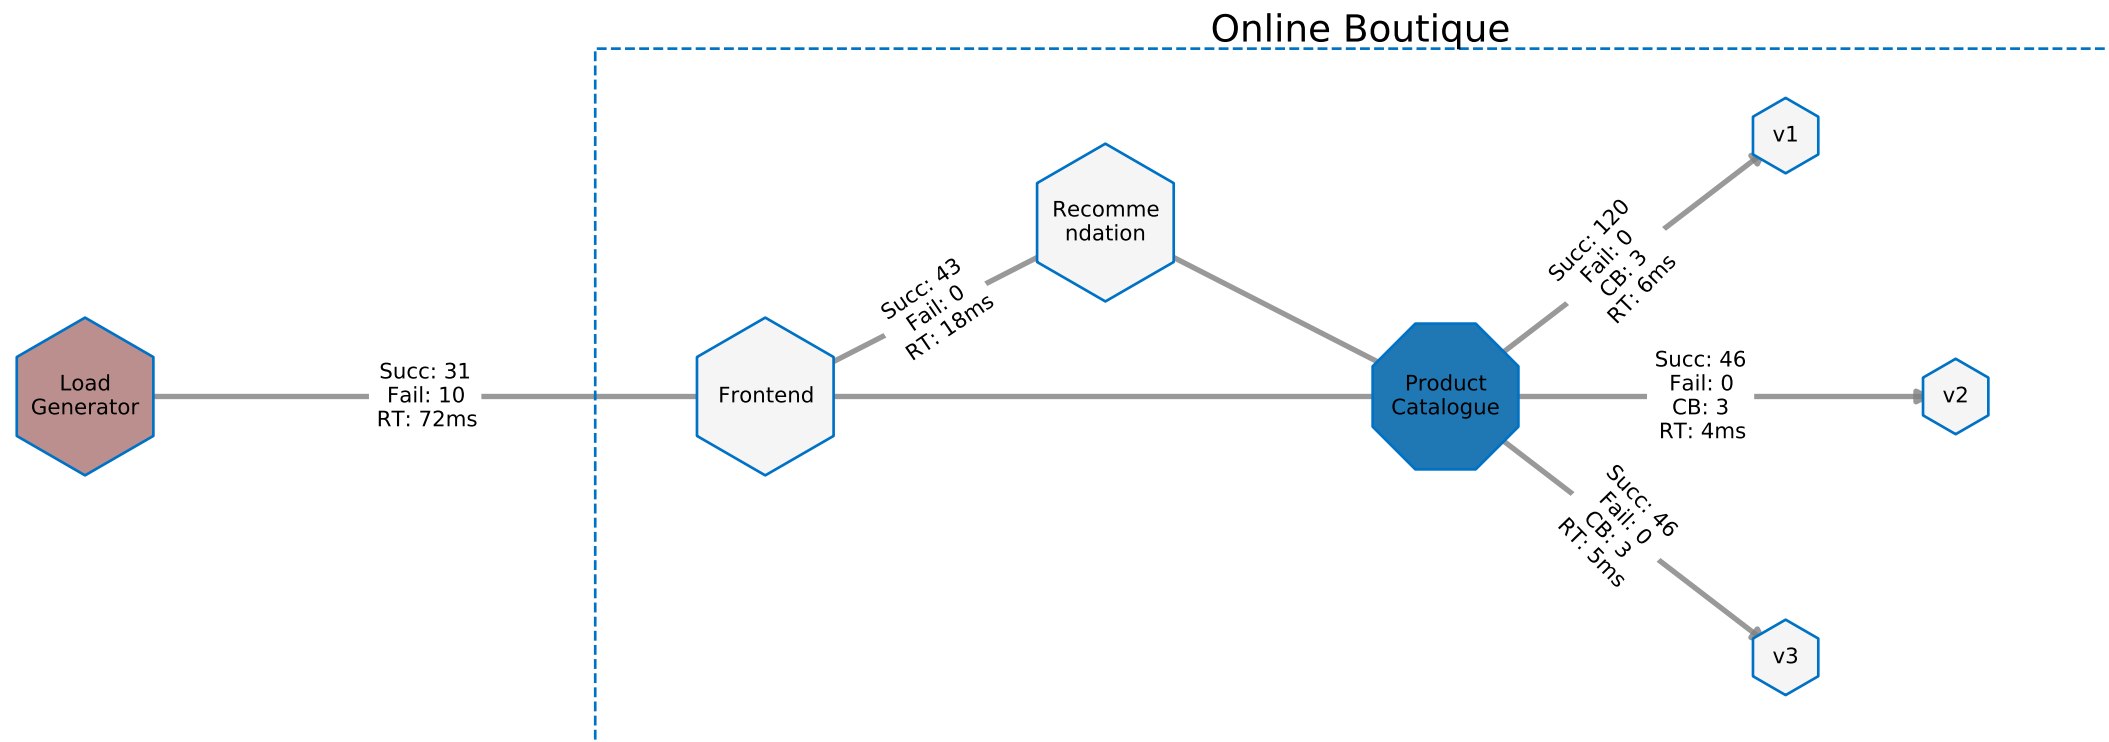 Online Boutique
Load
Generator
Succ: 31
Fail: 10
RT: 72ms
Frontend
Succ: 43
Fail: 0
RT: 18ms
Recomme
ndation
Product
Catalogue
Succ: 120
Fail: 0
CB: 3
RT: 6ms
v1
Succ: 46
Fail: 0
CB: 3
RT: 4ms
v2
Succ: 46
Fail: 0
CB: 3
RT: 5ms
v3